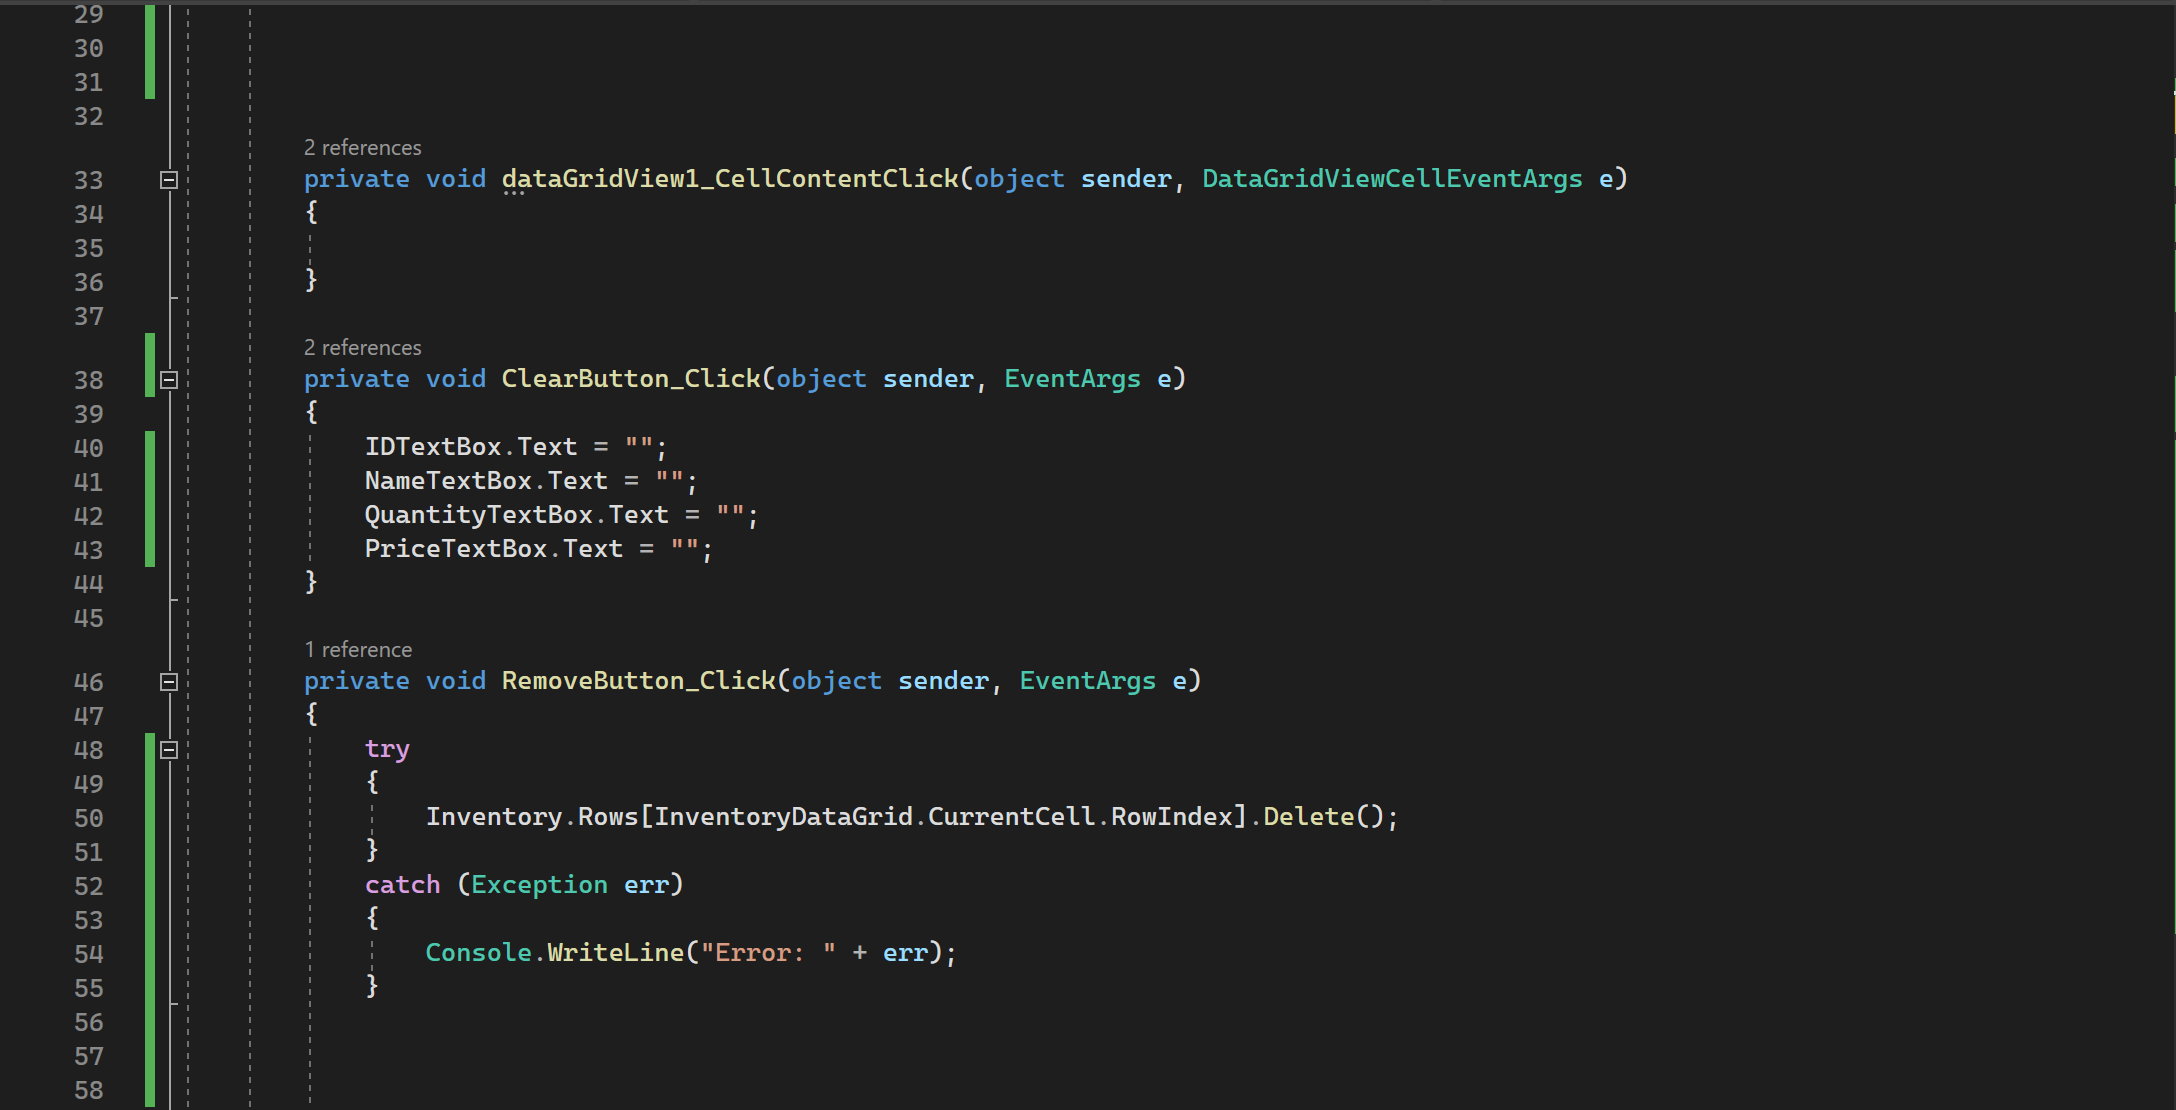 29
30
31
32
2 references
33 private void dataGridView1_CellContentClick(object sender, DataGridViewCellEventArgs e)
34 {
35
36 }
37
2 references
38 private void ClearButton_Click(object sender, EventArgs e)
39 {
40 IDTextBox.Text = "";
41 NameTextBox.Text = "";
42 QuantityTextBox.Text = "";
43 PriceTextBox.Text = "";
44 }
45
1 reference
46 private void RemoveButton_Click(object sender, EventArgs e)
47 {
48 try
49 {
50 Inventory.Rows[InventoryDataGrid.CurrentCell.RowIndex].Delete();
51 }
52 catch (Exception err)
53 {
54 Console.WriteLine("Error: " + err);
55 }
56
57
58